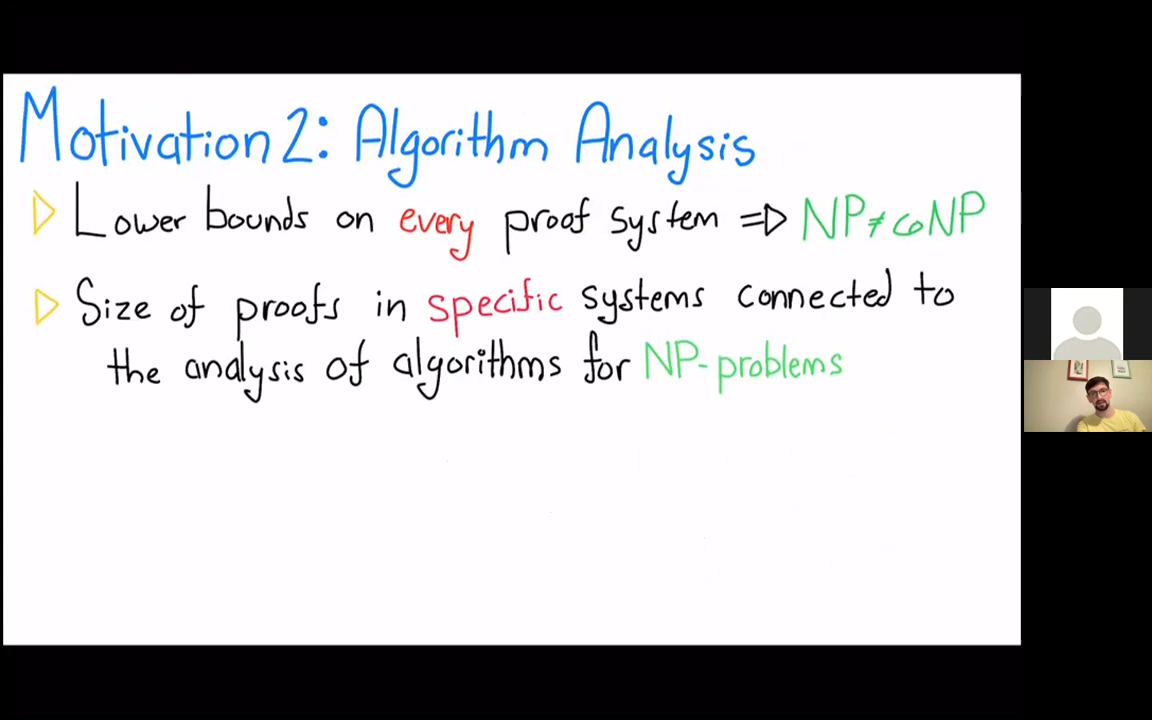 Motivation 2: Algorithm Analysis
▷ Lower bounds on every proof system ⇒ NP ≠ coNP
▷ Size of proofs in specific systems connected to
the analysis of algorithms for NP-problems